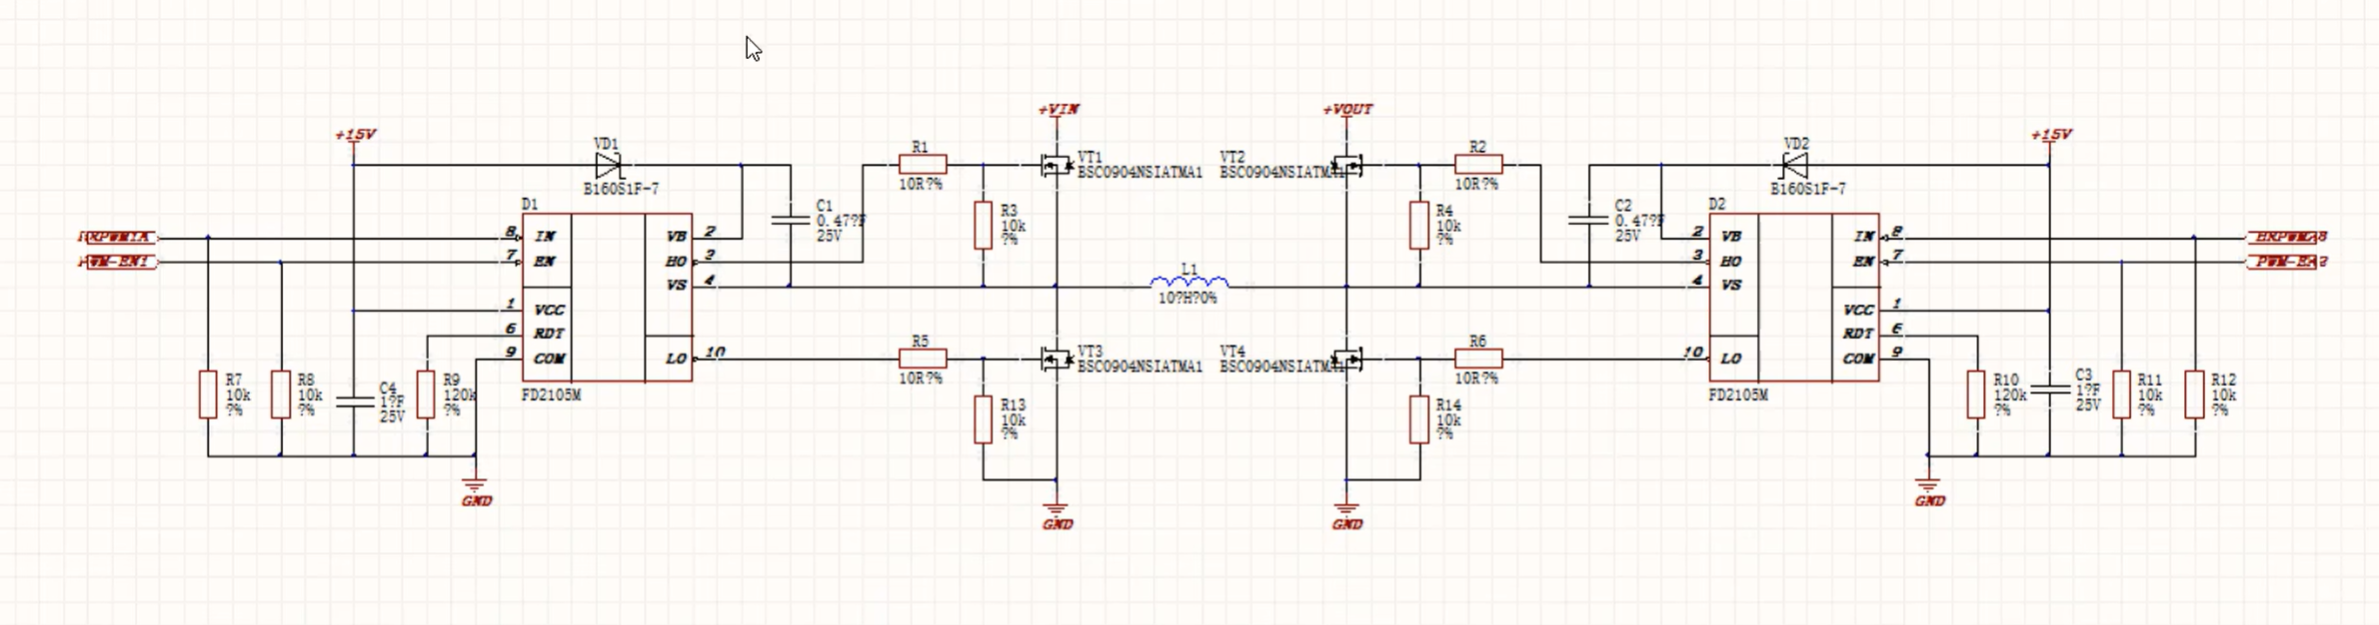 +VIN
+VOUT
+15V
+15V
VD1
B160S1F-7
VD2
B160S1F-7
R1
10R?%
VT1
BSC0904NSIATMA1
VT2
BSC0904NSIATMA1
R2
10R?%
D1
8 IN
7 EN
1 VCC
6 RDT
9 COM
VB 2
HO 2
VS 4
LO 10
FD2105M
C1
0.47?F
25V
R3
10k
?%
R4
10k
?%
C2
0.47?F
25V
D2
2 VB
3 HO
4 VS
10 LO
IN 8
EN 7
VCC 1
RDT 6
COM 9
FD2105M
PWM-EN1
L1
10?H?0%
R5
10R?%
VT3
BSC0904NSIATMA1
VT4
BSC0904NSIATMA1
R6
10R?%
R7
10k
?%
R8
10k
?%
C4
1?F
25V
R9
120k
?%
R13
10k
?%
R14
10k
?%
R10
120k
?%
C3
1?F
25V
R11
10k
?%
R12
10k
?%
GND
GND
GND
GND